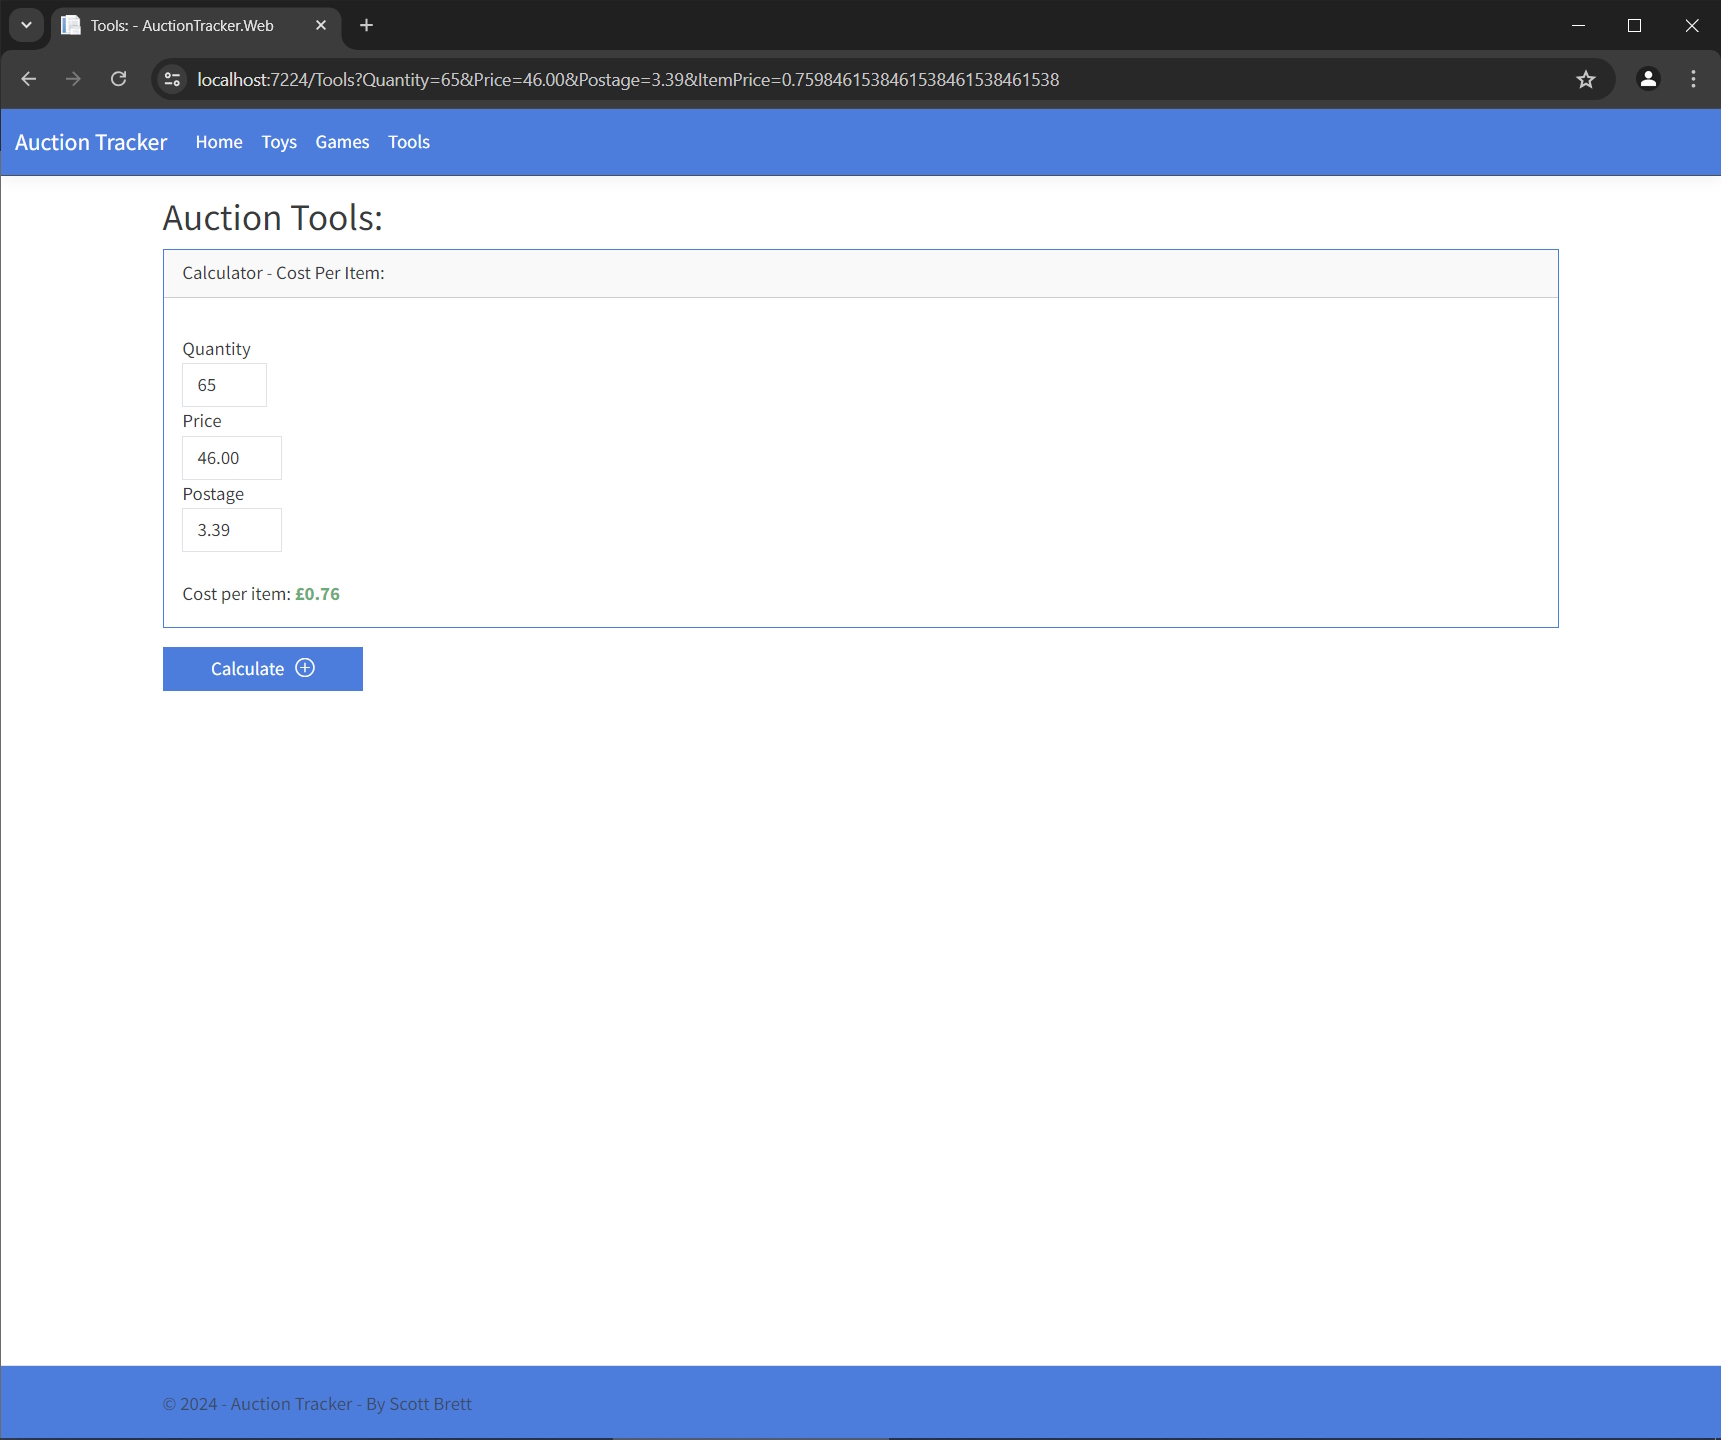 Tools: - AuctionTracker.Web
localhost:7224/Tools?Quantity=65&Price=46.00&Postage=3.39&ItemPrice=0.7598461538461538461538461538
Auction Tracker Home Toys Games Tools
Auction Tools:
Calculator - Cost Per Item:
Quantity
65
Price
46.00
Postage
3.39
Cost per item: £0.76
Calculate
© 2024 - Auction Tracker - By Scott Brett